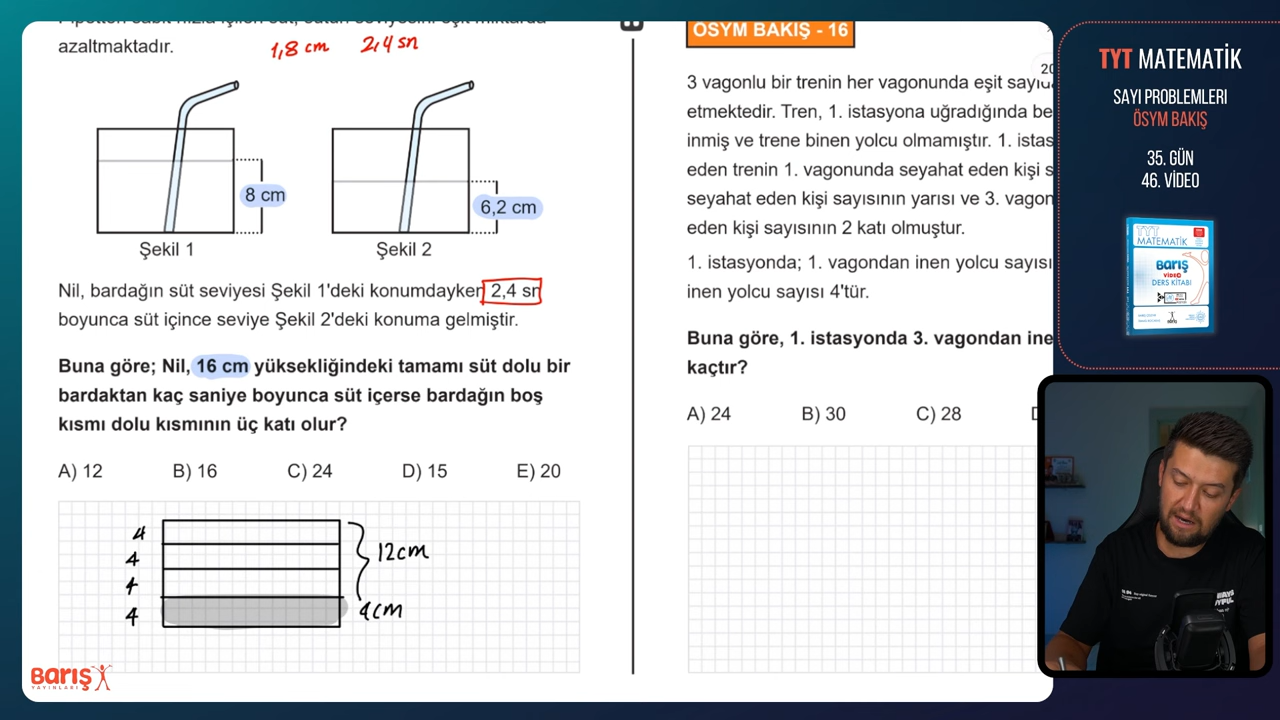 azaltmaktadır.
1,8 cm 2,4 sn
8 cm
6,2 cm
Şekil 1
Şekil 2
Nil, bardağın süt seviyesi Şekil 1'deki konumdayken 2,4 sn
boyunca süt içince seviye Şekil 2'deki konuma gelmiştir.
Buna göre; Nil, 16 cm yüksekliğindeki tamamı süt dolu bir
bardaktan kaç saniye boyunca süt içerse bardağın boş
kısmı dolu kısmının üç katı olur?
A) 12 B) 16 C) 24 D) 15 E) 20
4
4
4
4
12cm
4cm
BARIŞ
YAYINLARI
ÖSYM BAKIŞ - 16
3 vagonlu bir trenin her vagonunda eşit
etmektedir. Tren, 1. istasyona uğradığında be
inmiş ve trene binen yolcu olmamıştır. 1. istas
eden trenin 1. vagonunda seyahat eden kişi s
seyahat eden kişi sayısının yarısı ve 3. vagon
eden kişi sayısının 2 katı olmuştur.
1. istasyonda; 1. vagondan inen yolcu sayısı
inen yolcu sayısı 4'tür.
Buna göre, 1. istasyonda 3. vagondan ine
kaçtır?
A) 24 B) 30 C) 28
TYT MATEMATİK
SAYI PROBLEMLERI
ÖSYM BAKIŞ
35. GÜN
46. VİDEO
TYT
MATEMATİK
BARIŞ
VİDEO
DERS KİTABI